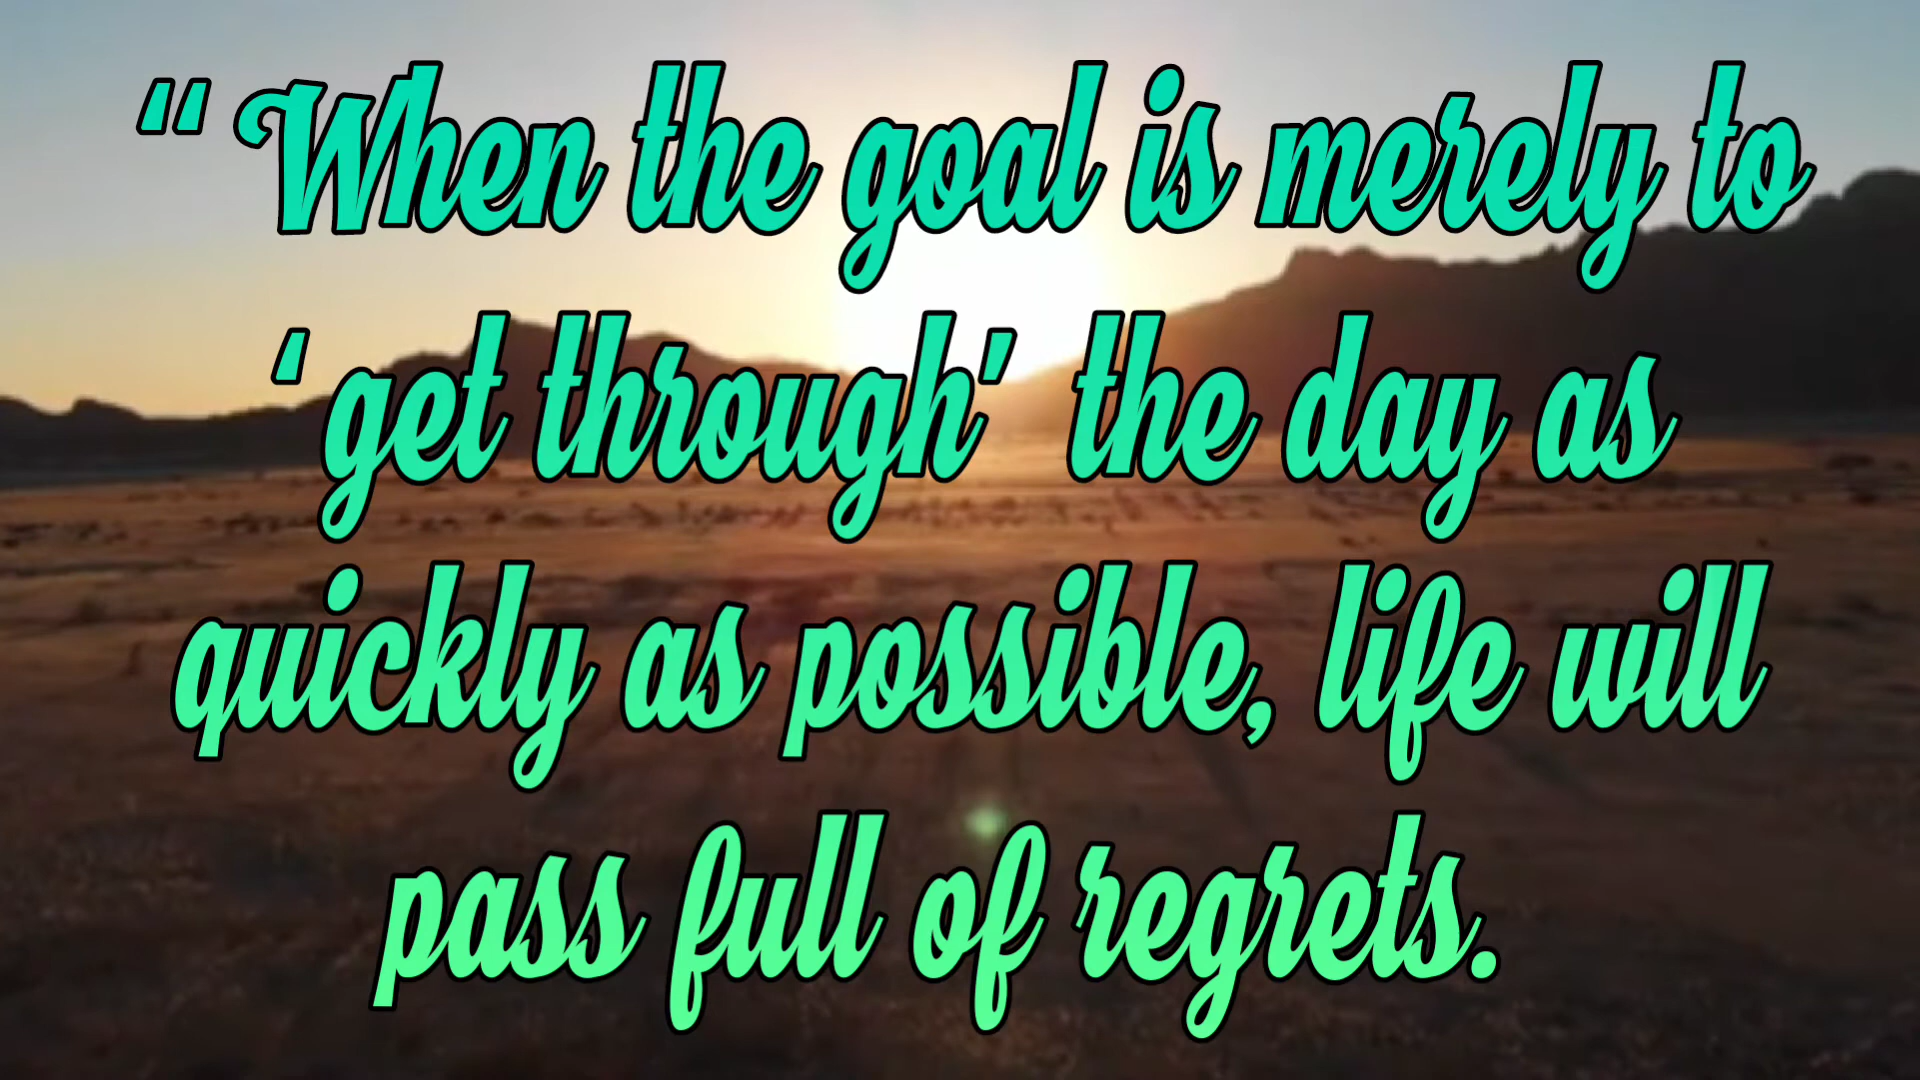 “When the goal is merely to
‘get through’ the day as
quickly as possible, life will
pass full of regrets.